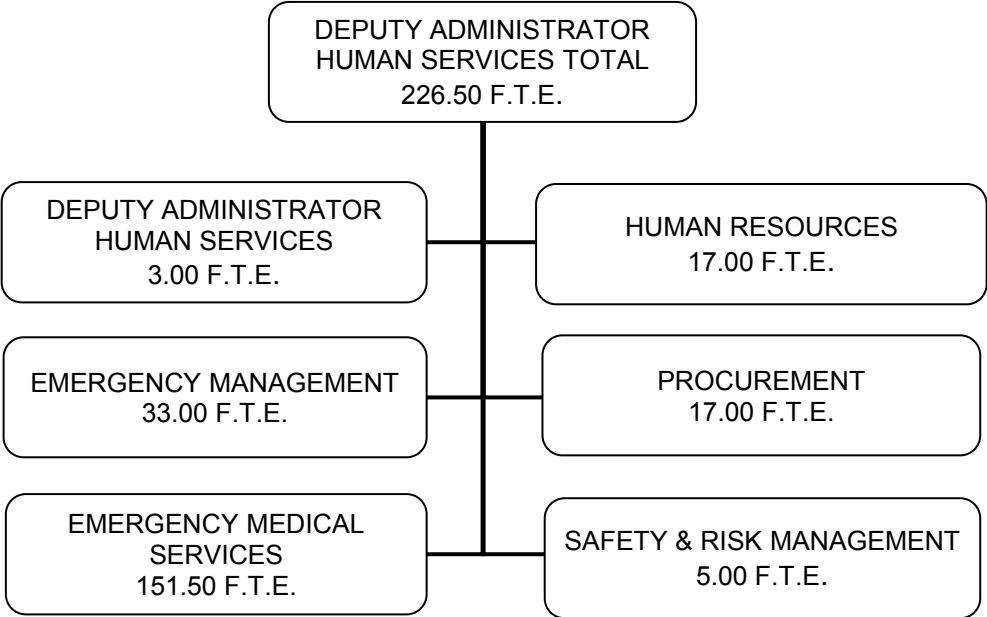 DEPUTY ADMINISTRATOR
HUMAN SERVICES TOTAL
226.50 F.T.E.
DEPUTY ADMINISTRATOR
HUMAN SERVICES
3.00 F.T.E.
HUMAN RESOURCES
17.00 F.T.E.
EMERGENCY MANAGEMENT
33.00 F.T.E.
PROCUREMENT
17.00 F.T.E.
EMERGENCY MEDICAL
SERVICES
151.50 F.T.E.
SAFETY & RISK MANAGEMENT
5.00 F.T.E.